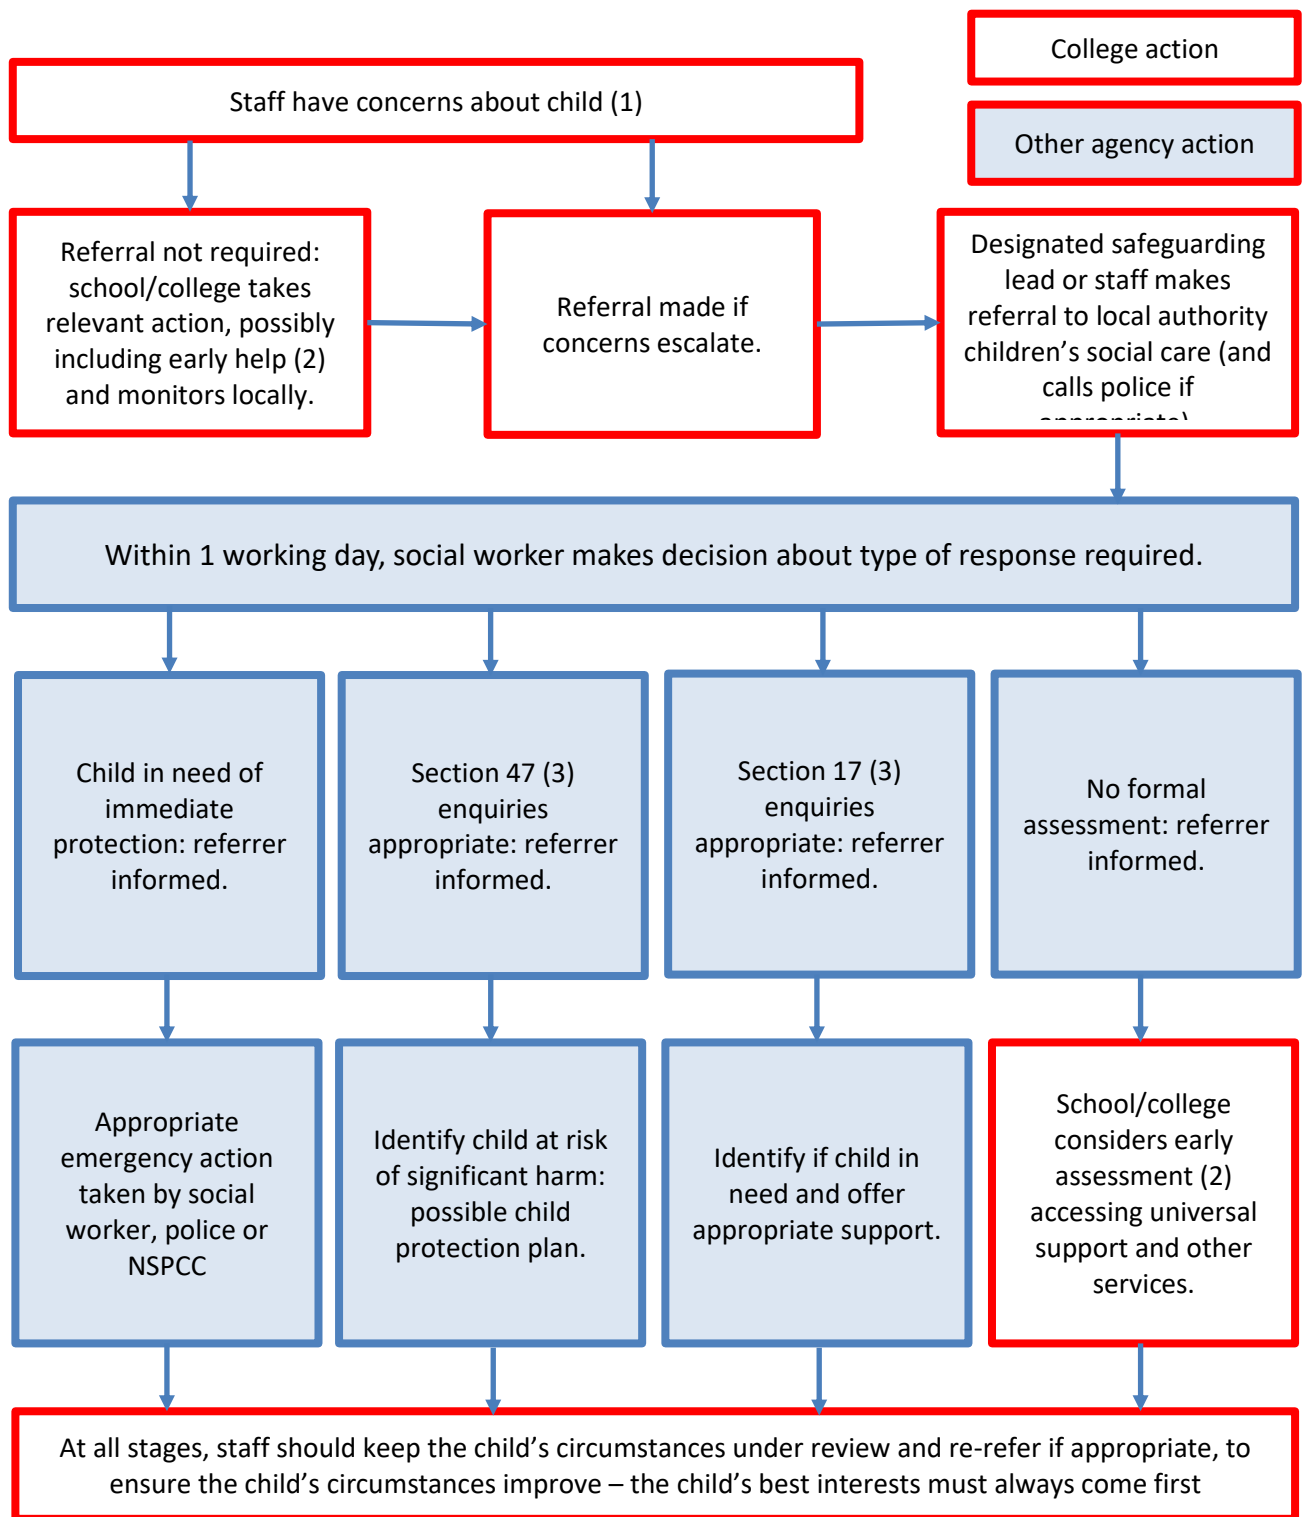 College action
Staff have concerns about child (1)
Other agency action
Referral not required:
school/college takes
relevant action, possibly
including early help (2)
and monitors locally.
Referral made if
concerns escalate.
Designated safeguarding
lead or staff makes
referral to local authority
children’s social care (and
calls police if
appropriate)
Within 1 working day, social worker makes decision about type of response required.
Child in need of
immediate
protection: referrer
informed.
Section 47 (3)
enquiries
appropriate: referrer
informed.
Section 17 (3)
enquiries
appropriate: referrer
informed.
No formal
assessment: referrer
informed.
Appropriate
emergency action
taken by social
worker, police or
NSPCC
Identify child at risk
of significant harm:
possible child
protection plan.
Identify if child in
need and offer
appropriate support.
School/college
considers early
assessment (2)
accessing universal
support and other
services.
At all stages, staff should keep the child’s circumstances under review and re-refer if appropriate, to
ensure the child’s circumstances improve – the child’s best interests must always come first